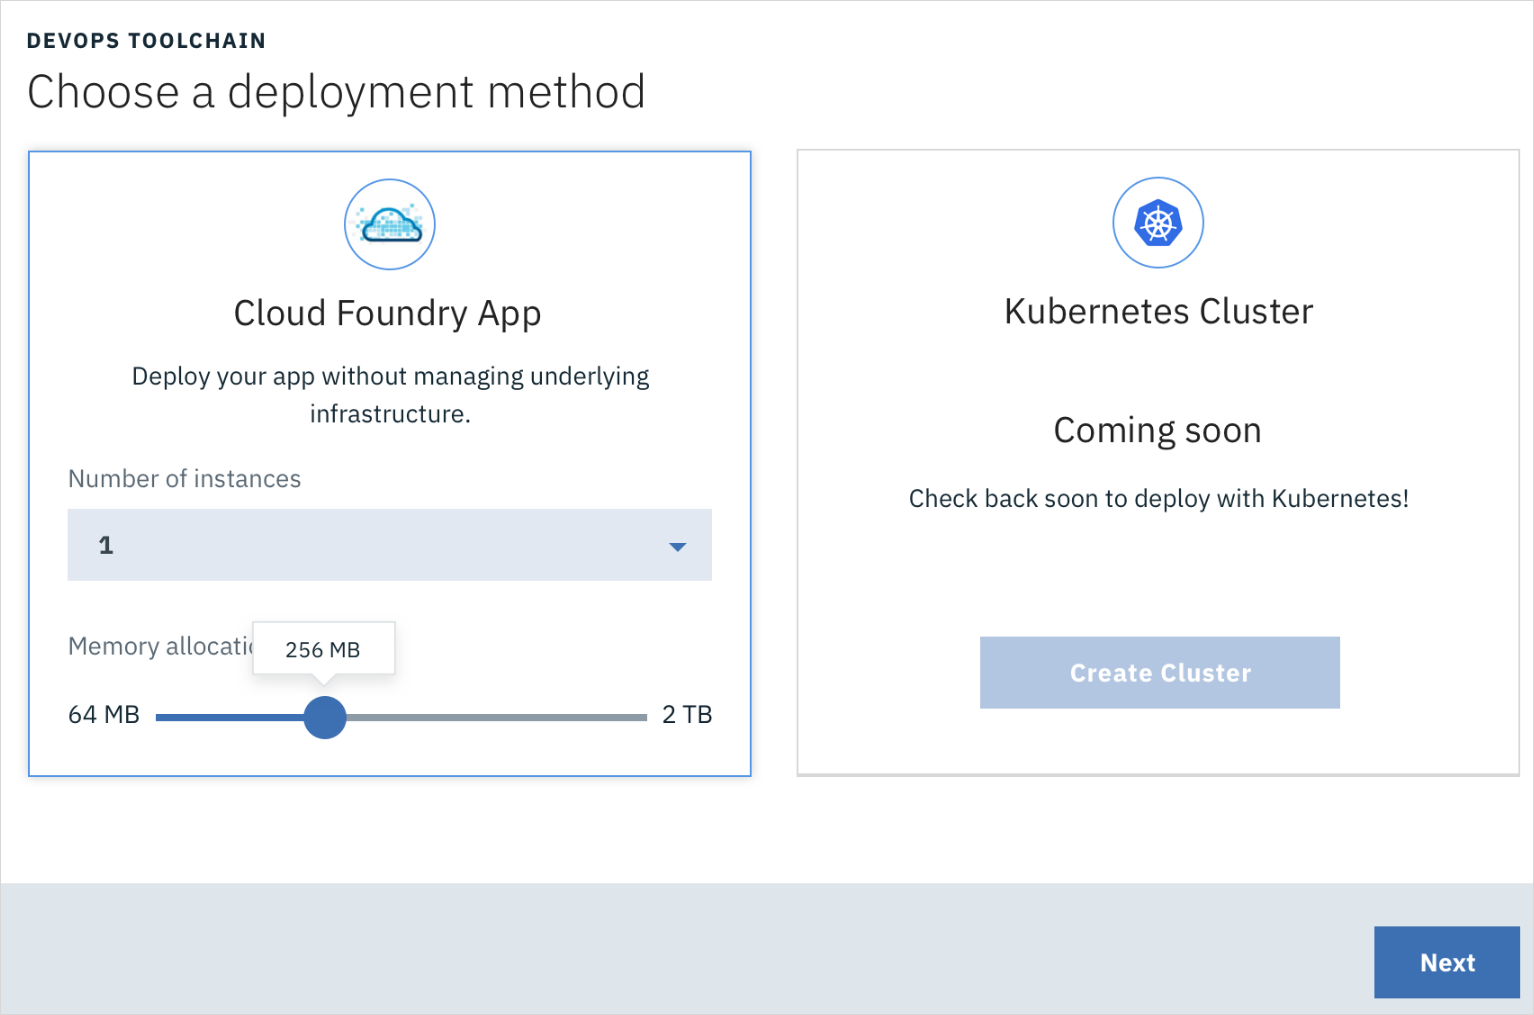 DEVOPS TOOLCHAIN
Choose a deployment method
Cloud Foundry App
Deploy your app without managing underlying
infrastructure.
Number of instances
1
Memory
256 MB
64 MB
2 TB
Kubernetes Cluster
Coming soon
Check back soon to deploy with Kubernetes!
Create Cluster
Next